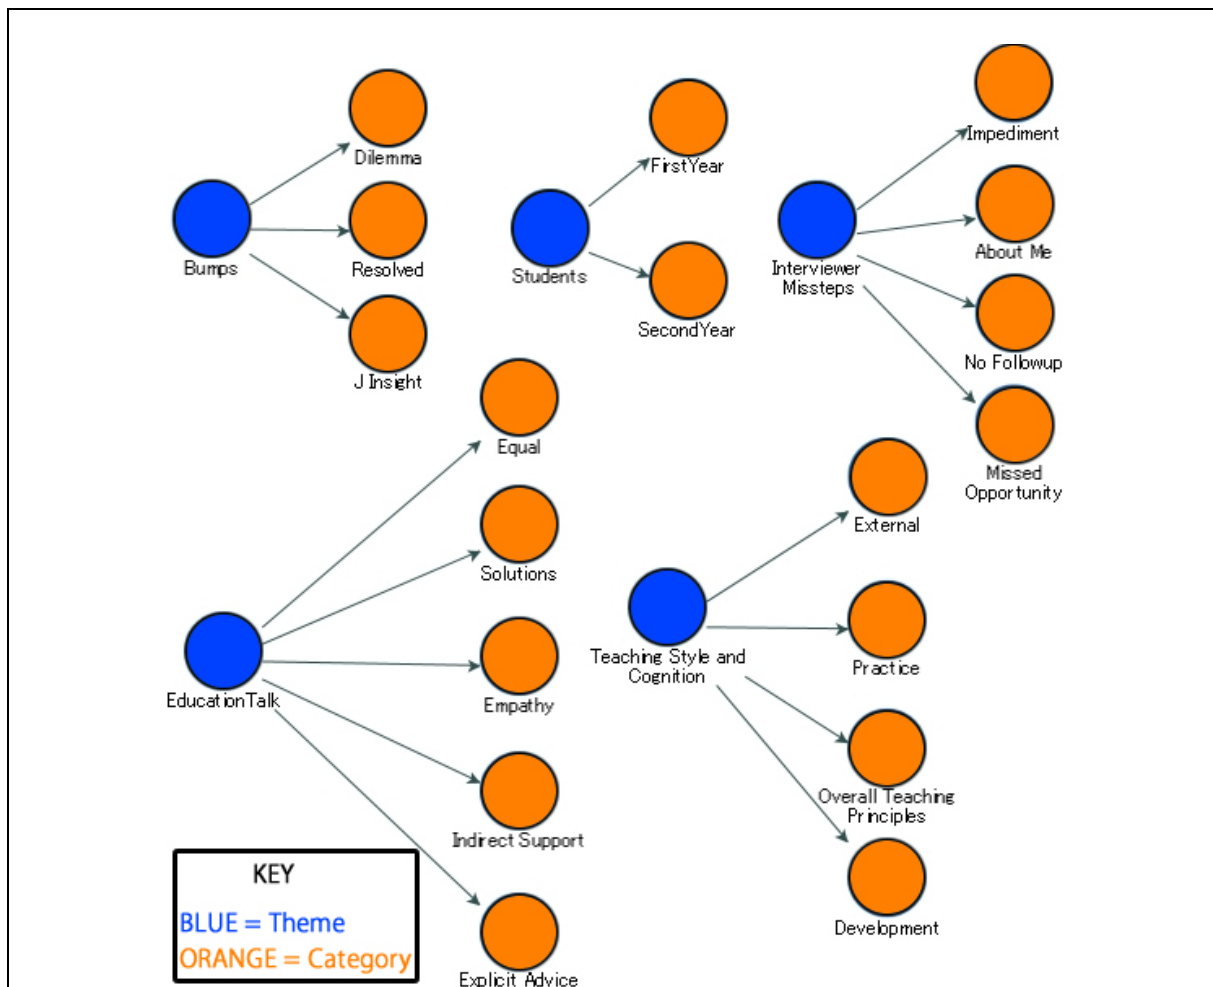 Dilemma
Bumps
Resolved
J Insight
FirstYear
Students
SecondYear
Impediment
Interviewer
Missteps
About Me
No Followup
Missed
Opportunity
Equal
Solutions
EducationTalk
Empathy
Indirect Support
Explicit Advice
External
Teaching Style and
Cognition
Practice
Overall Teaching
Principles
Development
KEY
BLUE = Theme
ORANGE = Category